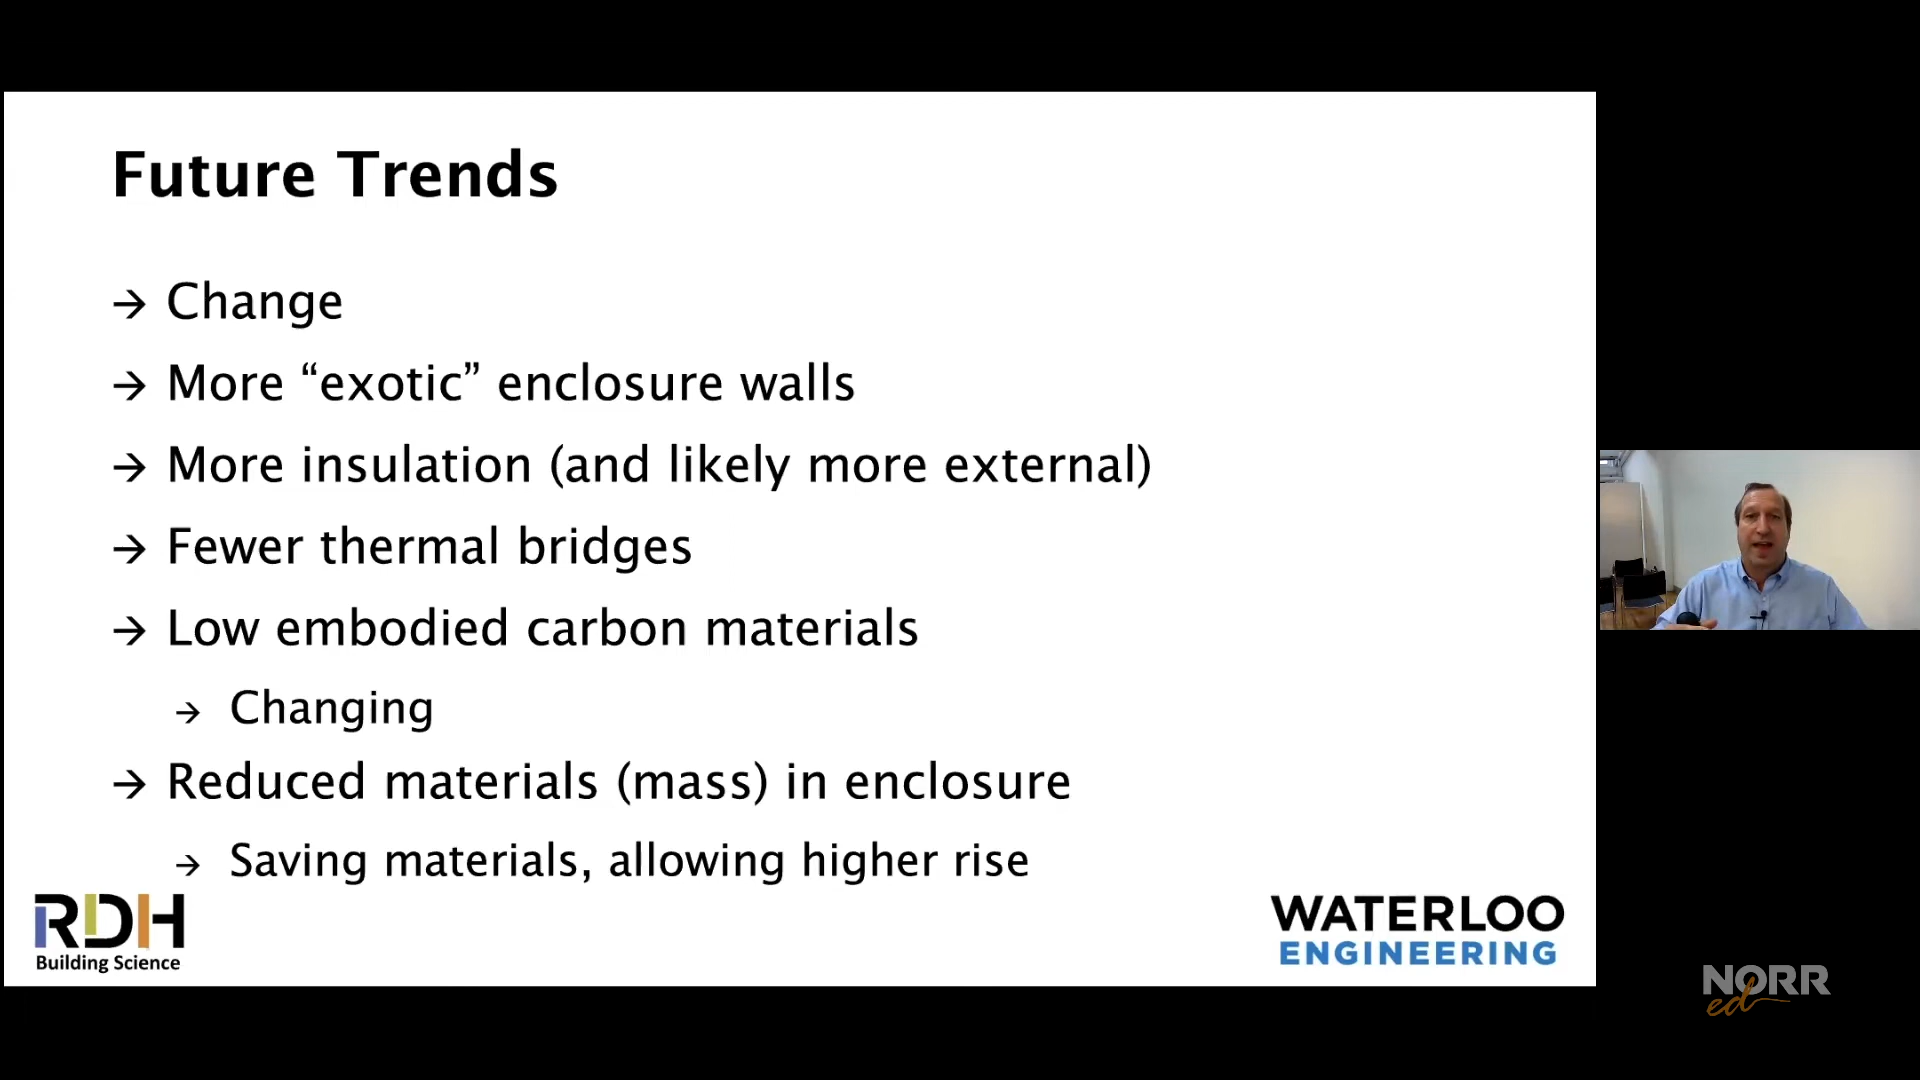 Future Trends
→ Change
→ More “exotic” enclosure walls
→ More insulation (and likely more external)
→ Fewer thermal bridges
→ Low embodied carbon materials
→ Changing
→ Reduced materials (mass) in enclosure
→ Saving materials, allowing higher rise
RDH
Building Science
WATERLOO
ENGINEERING
NORR
ed